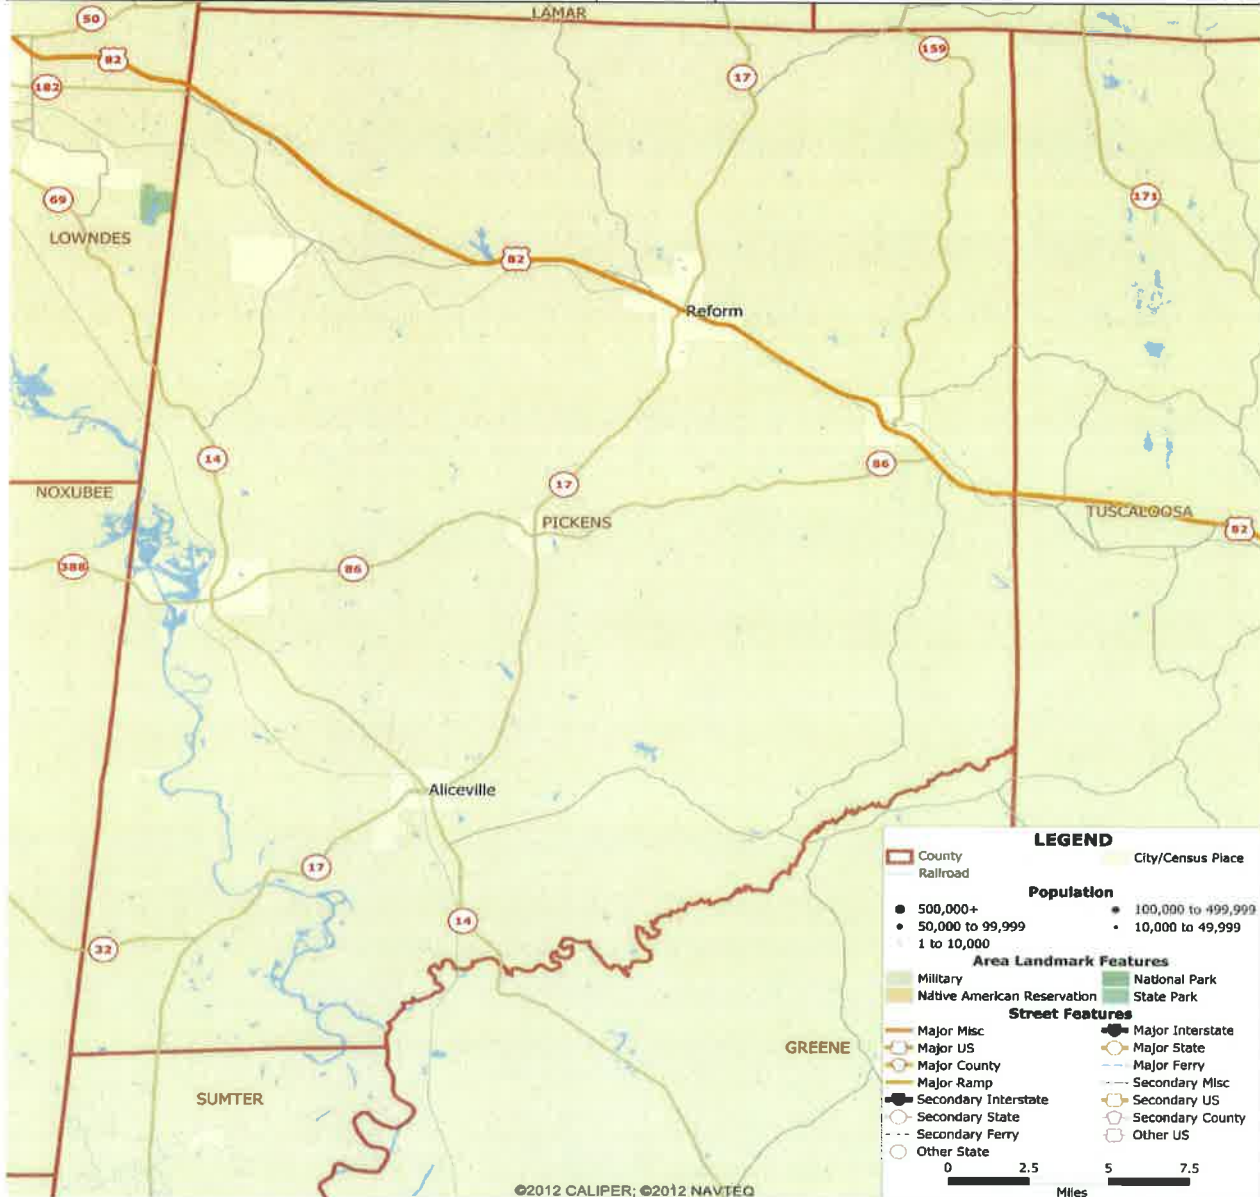 LAMAR
50
82
159
17
182
171
69
LOWNDES
82
Reform
14
86
17
NOXUBEE
PICKENS
TUSCALOOSA
82
388
86
Aliceville
17
14
32
GREENE
SUMTER
LEGEND
County
City/Census Place
Railroad
Population
500,000+
100,000 to 499,999
50,000 to 99,999
10,000 to 49,999
1 to 10,000
Area Landmark Features
Military
National Park
Native American Reservation
State Park
Street Features
Major Misc
Major Interstate
Major US
Major State
Major County
Major Ferry
Major Ramp
Secondary Misc
Secondary Interstate
Secondary US
Secondary State
Secondary County
Secondary Ferry
Other US
Other State
0 2.5 5 7.5
Miles
©2012 CALIPER; ©2012 NAVTEQ